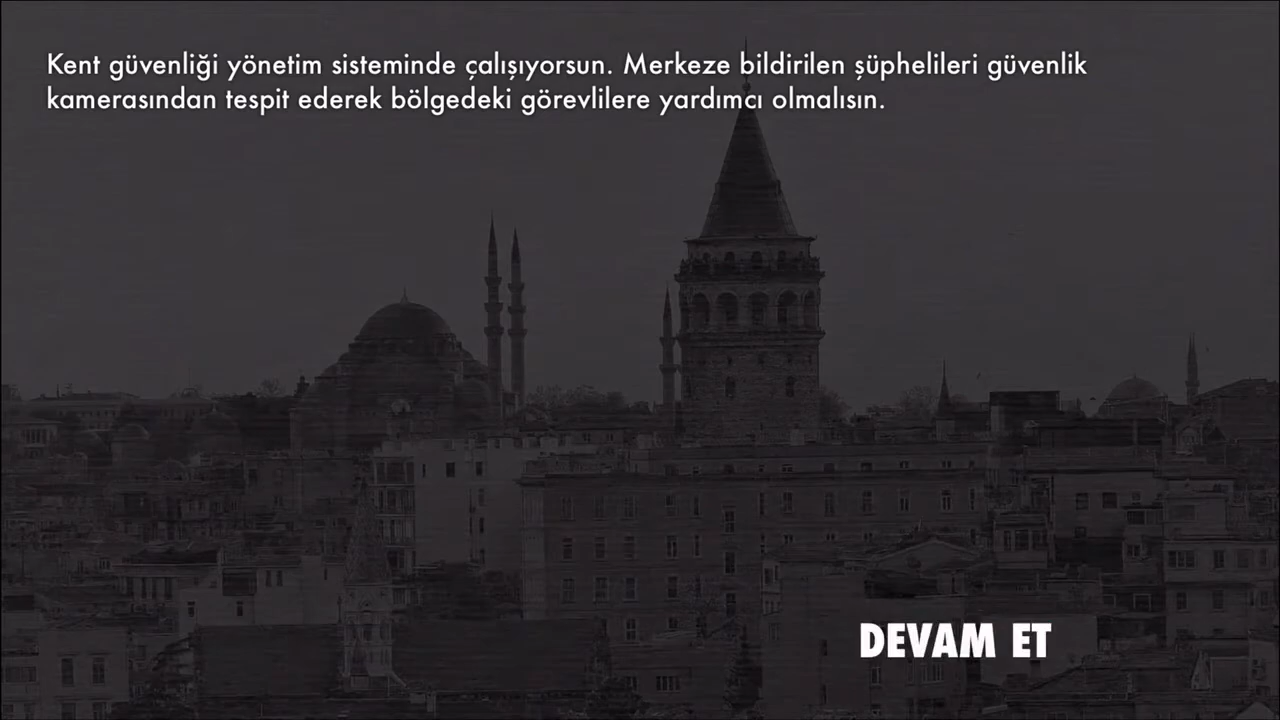 Kent güvenliği yönetim sisteminde çalışıyorsun. Merkeze bildirilen şüphelileri güvenlik
kamerasından tespit ederek bölgedeki görevlilere yardımcı olmalısın.
DEVAM ET